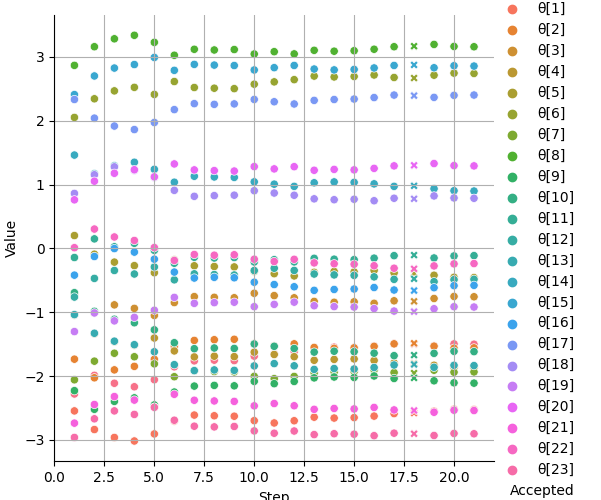 θ[1]
θ[2]
θ[3]
θ[4]
θ[5]
θ[6]
θ[7]
θ[8]
θ[9]
θ[10]
θ[11]
θ[12]
θ[13]
θ[14]
θ[15]
θ[16]
θ[17]
θ[18]
θ[19]
θ[20]
θ[21]
θ[22]
θ[23]
Accepted
Value
3
2
1
0
−1
−2
−3
0.0 2.5 5.0 7.5 10.0 12.5 15.0 17.5 20.0
Step